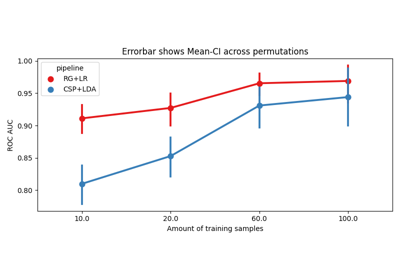 Errorbar shows Mean-CI across permutations
pipeline
RG+LR
CSP+LDA
ROC AUC
1.00
0.95
0.90
0.85
0.80
10.0 20.0 60.0 100.0
Amount of training samples